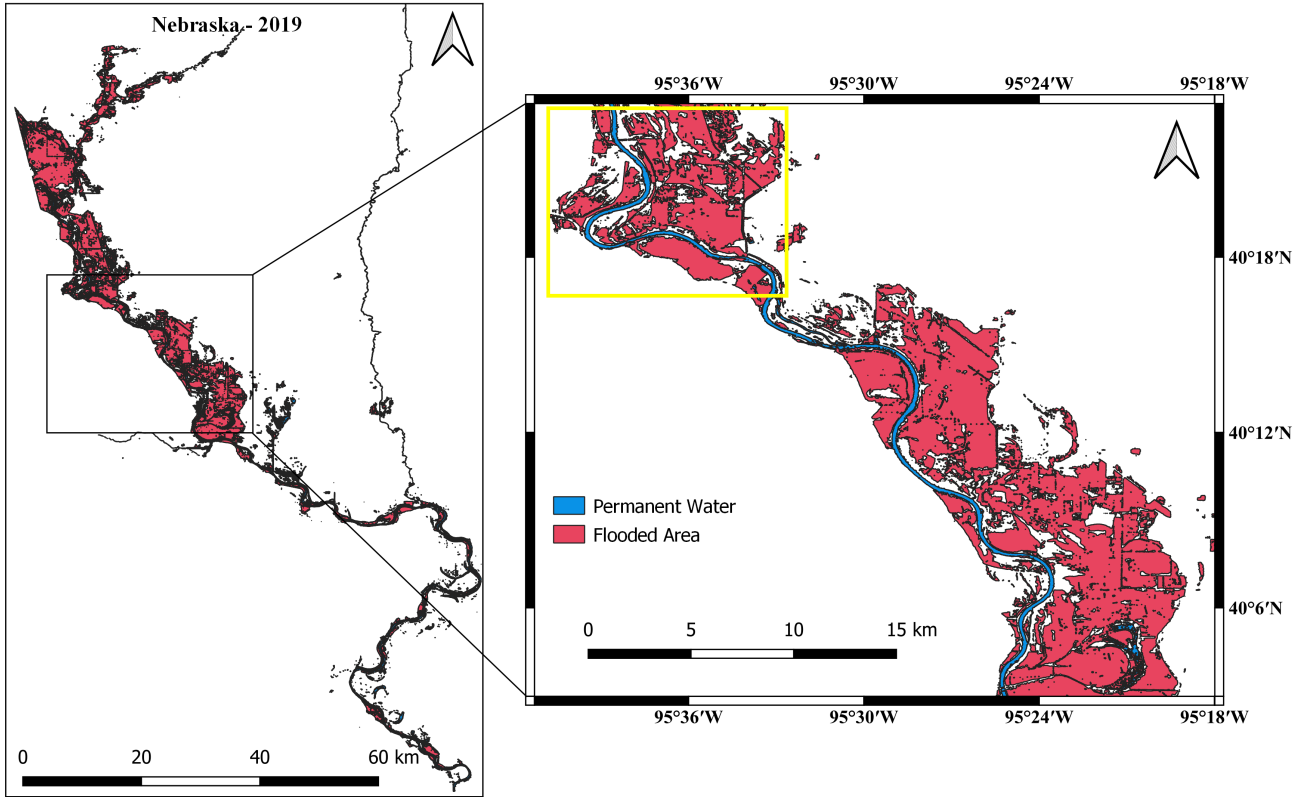 Nebraska - 2019
95°36′W 95°30′W 95°24′W 95°18′W
40°18′N
40°12′N
Permanent Water
Flooded Area
40°6′N
0 5 10 15 km
95°36′W 95°30′W 95°24′W 95°18′W
0 20 40 60 km